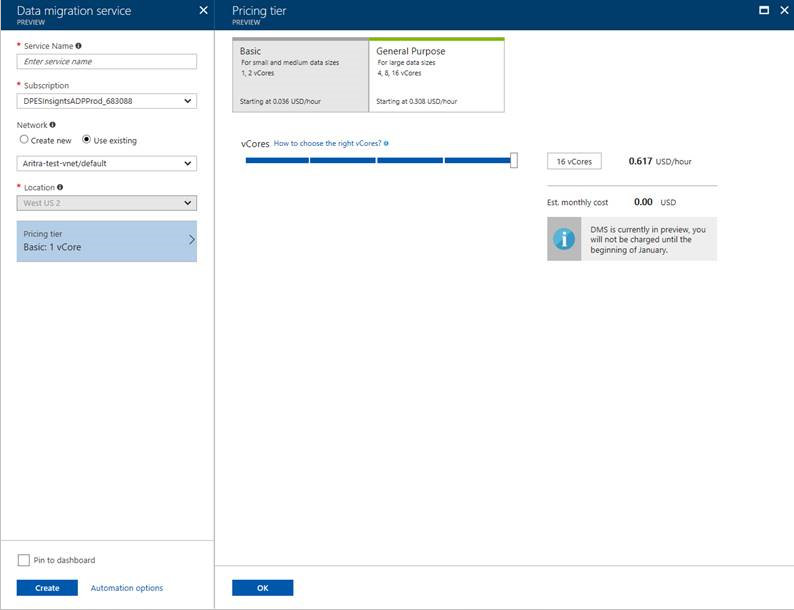 Data migration service
PREVIEW
* Service Name
Enter service name
* Subscription
DPESInsightsADPProd_683088
Network
Create new
Use existing
Aritra-test-vnet/default
* Location
West US 2
Pricing tier
Basic: 1 vCore
Pin to dashboard
Create
Automation options
Pricing tier
PREVIEW
Basic
For small and medium data sizes
1, 2 vCores
Starting at 0.036 USD/hour
General Purpose
For large data sizes
4, 8, 16 vCores
Starting at 0.308 USD/hour
vCores How to choose the right vCores?
16 vCores
0.617 USD/hour
Est. monthly cost 0.00 USD
DMS is currently in preview, you
will not be charged until the
beginning of January.
OK